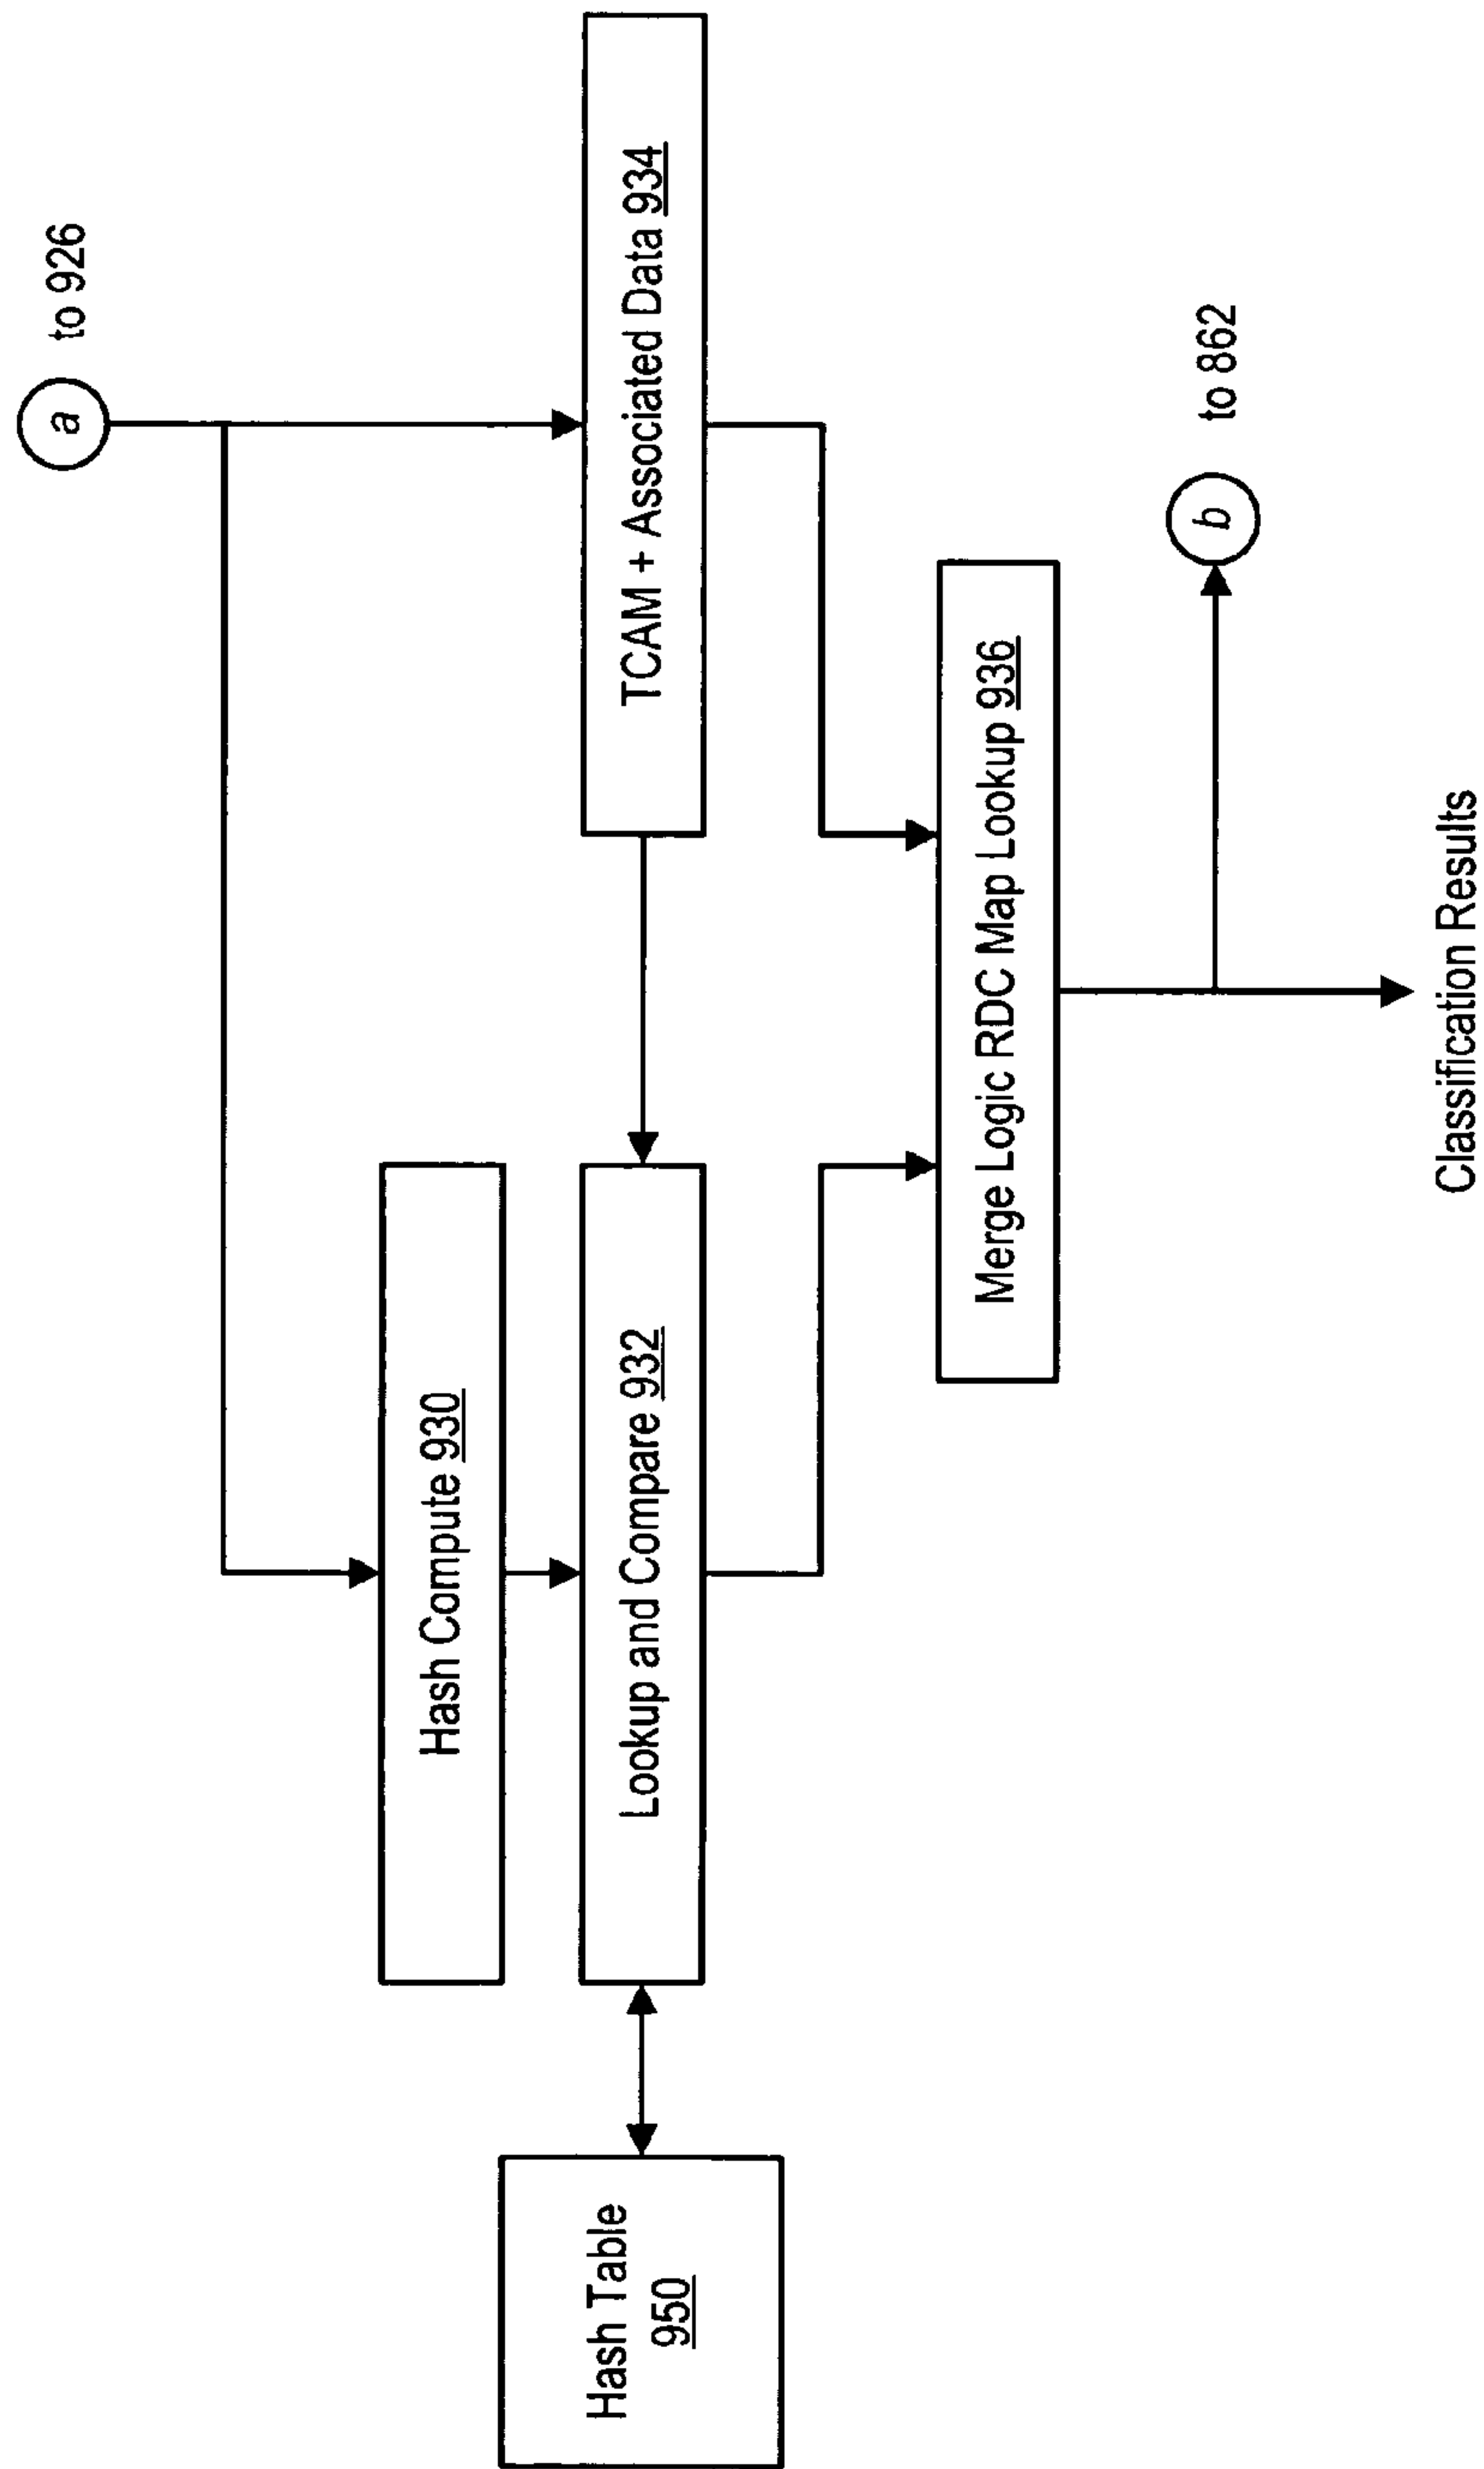 a
to 926
Hash Compute 930
Hash Table
950
Lookup and Compare 932
TCAM + Associated Data 934
Merge Logic RDC Map Lookup 936
b
to 862
Classification Results